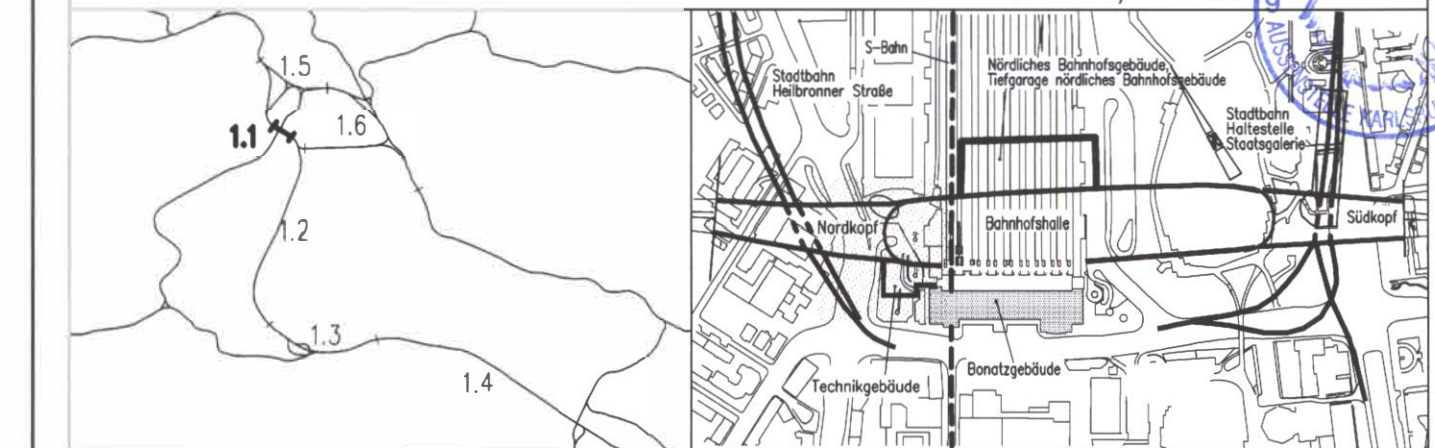 1.5
1.1
1.6
1.2
1.3
1.4
S-Bahn
Stadtbahn
Heilbronner Straße
Nördliches Bahnhofsgebäude,
Tiefgarage nördliches Bahnhofsgebäude
Stadtbahn
Haltestelle
Staatsgalerie
Nordkopf
Bahnhofshalle
Südkopf
Technikgebäude
Bonatzgebäude